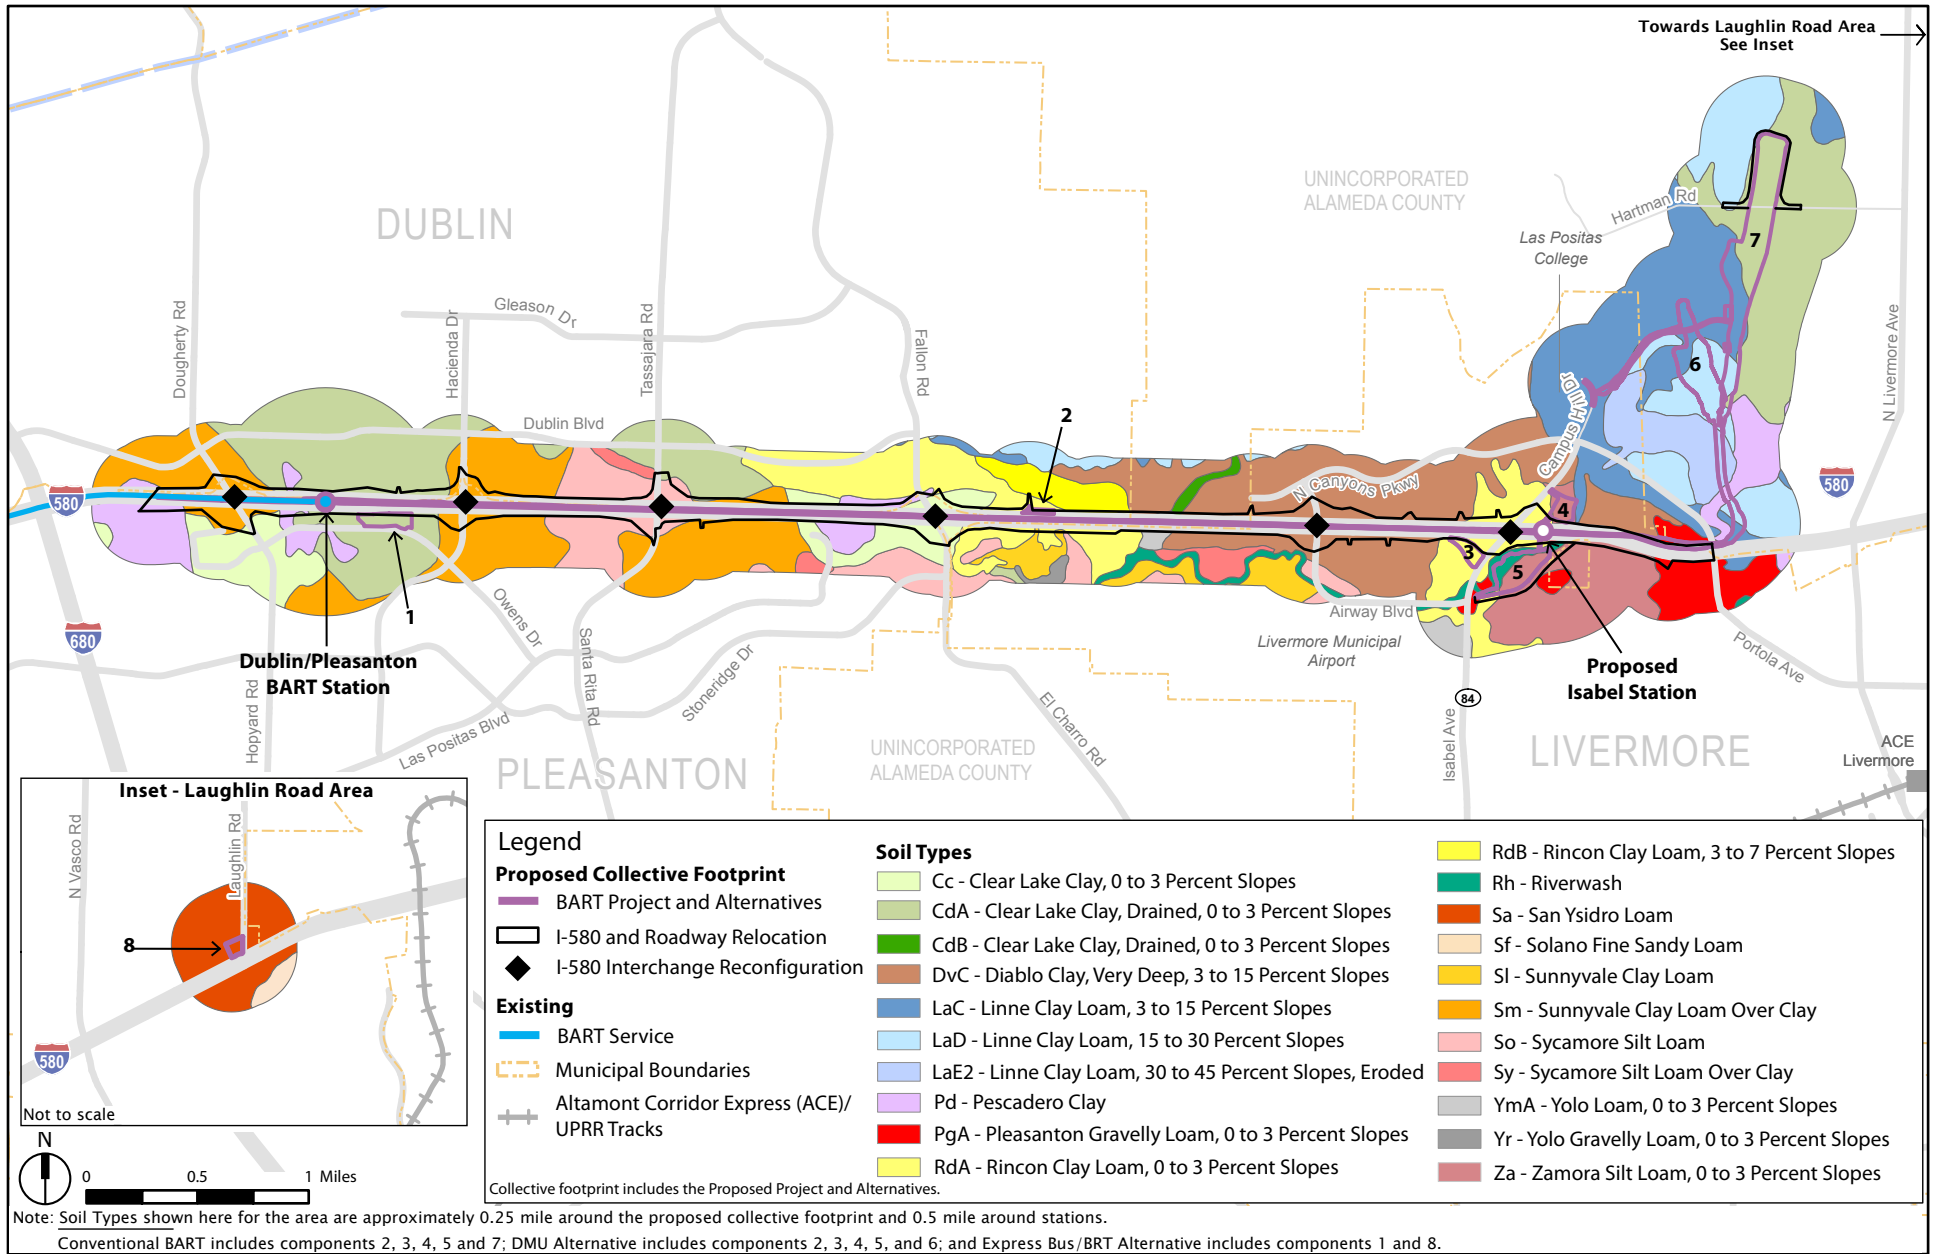 Towards Laughlin Road Area
See Inset
UNINCORPORATED
ALAMEDA COUNTY
Hartman Rd
DUBLIN
Las Positas
College
7
Gleason Dr
Dougherty Rd
Hacienda Dr
Tassajara Rd
Fallon Rd
N Livermore Ave
6
Campus Hill Dr
Dublin Blvd
2
N Canyons Pkwy
580
580
4
3
5
1
Owens Dr
Airway Blvd
680
Livermore Municipal
Airport
Portola Ave
Dublin/Pleasanton
BART Station
Proposed
Isabel Station
Santa Rita Rd
Stoneridge Dr
Hopyard Rd
84
El Charro Rd
Isabel Ave
Las Positas Blvd
UNINCORPORATED
ALAMEDA COUNTY
PLEASANTON
LIVERMORE
ACE
Livermore
Inset - Laughlin Road Area
N Vasco Rd
Laughlin Rd
8
580
Not to scale
N
0 0.5 1 Miles
Legend
Proposed Collective Footprint
BART Project and Alternatives
I-580 and Roadway Relocation
I-580 Interchange Reconfiguration
Existing
BART Service
Municipal Boundaries
Altamont Corridor Express (ACE)/
UPRR Tracks
Soil Types
Cc - Clear Lake Clay, 0 to 3 Percent Slopes
CdA - Clear Lake Clay, Drained, 0 to 3 Percent Slopes
CdB - Clear Lake Clay, Drained, 0 to 3 Percent Slopes
DvC - Diablo Clay, Very Deep, 3 to 15 Percent Slopes
LaC - Linne Clay Loam, 3 to 15 Percent Slopes
LaD - Linne Clay Loam, 15 to 30 Percent Slopes
LaE2 - Linne Clay Loam, 30 to 45 Percent Slopes, Eroded
Pd - Pescadero Clay
PgA - Pleasanton Gravelly Loam, 0 to 3 Percent Slopes
RdA - Rincon Clay Loam, 0 to 3 Percent Slopes
RdB - Rincon Clay Loam, 3 to 7 Percent Slopes
Rh - Riverwash
Sa - San Ysidro Loam
Sf - Solano Fine Sandy Loam
Sl - Sunnyvale Clay Loam
Sm - Sunnyvale Clay Loam Over Clay
So - Sycamore Silt Loam
Sy - Sycamore Silt Loam Over Clay
YmA - Yolo Loam, 0 to 3 Percent Slopes
Yr - Yolo Gravelly Loam, 0 to 3 Percent Slopes
Za - Zamora Silt Loam, 0 to 3 Percent Slopes
Collective footprint includes the Proposed Project and Alternatives.
Note: Soil Types shown here for the area are approximately 0.25 mile around the proposed collective footprint and 0.5 mile around stations.
Conventional BART includes components 2, 3, 4, 5 and 7; DMU Alternative includes components 2, 3, 4, 5, and 6; and Express Bus/BRT Alternative includes components 1 and 8.